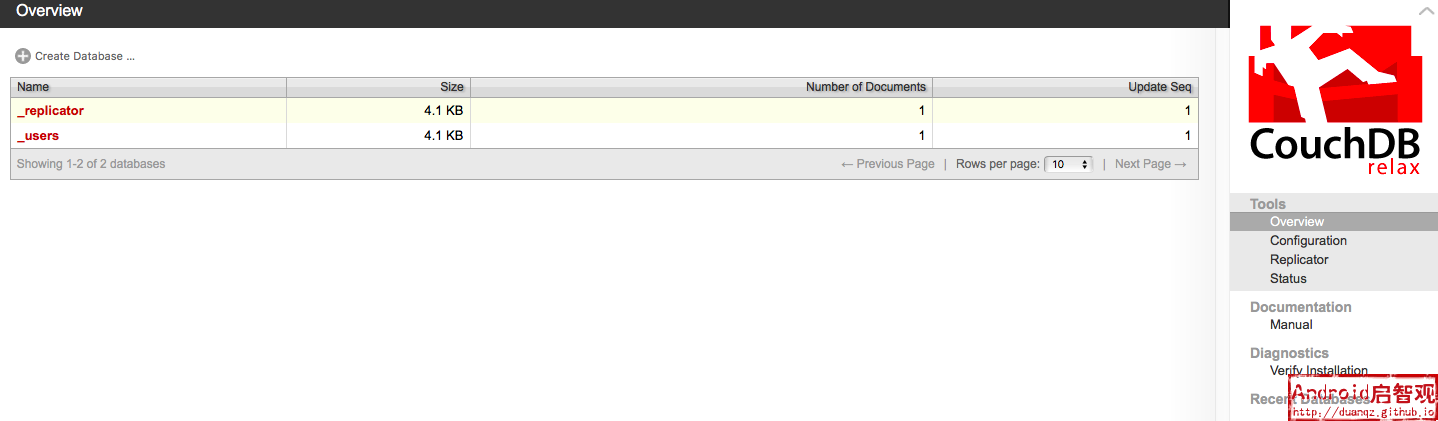 Overview
Create Database ...
Name Size Number of Documents Update Seq
_replicator 4.1 KB 1 1
_users 4.1 KB 1 1
Showing 1-2 of 2 databases ← Previous Page | Rows per page: 10 | Next Page →
CouchDB
relax
Tools
Overview
Configuration
Replicator
Status
Documentation
Manual
Diagnostics
Verify Installation
Recent Databases
Android启智观
http://duanqz.github.io